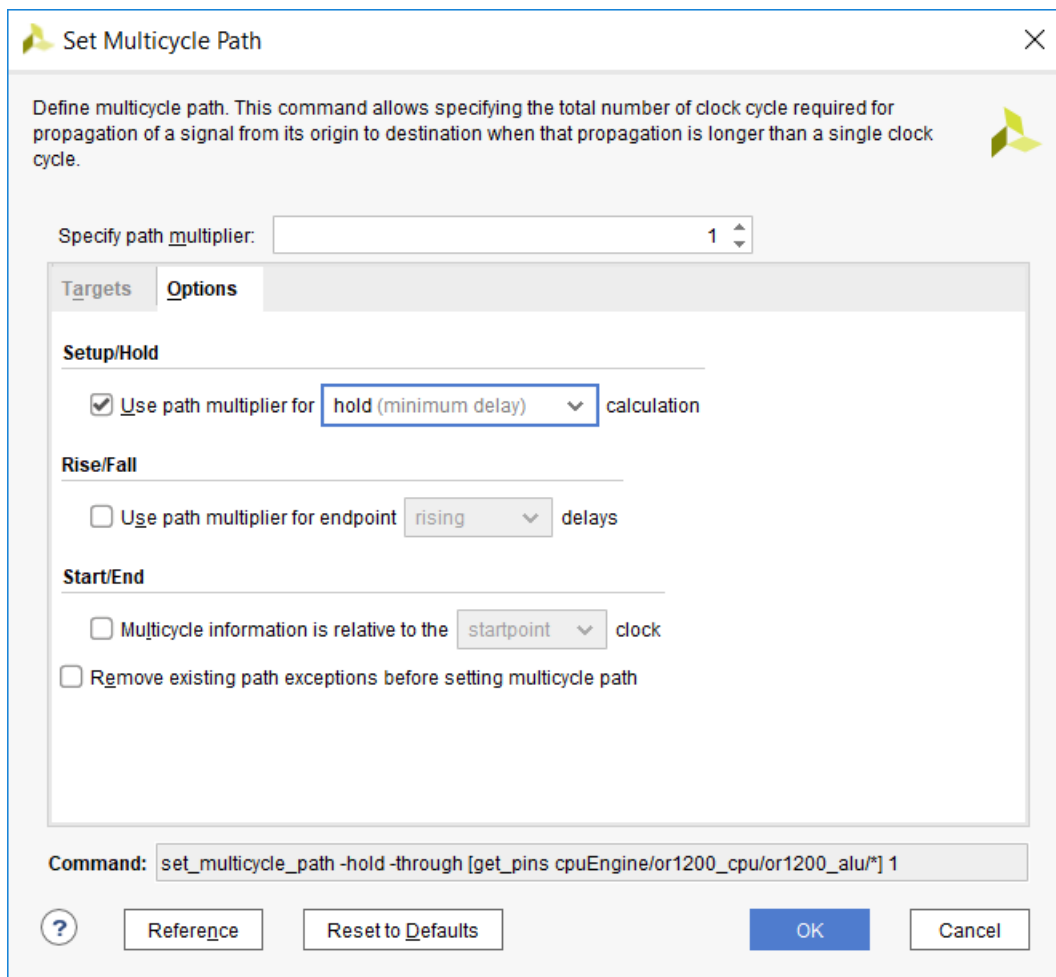 Set Multicycle Path
Define multicycle path. This command allows specifying the total number of clock cycle required for
propagation of a signal from its origin to destination when that propagation is longer than a single clock
cycle.
Specify path multiplier: 1
Targets Options
Setup/Hold
Use path multiplier for hold (minimum delay) calculation
Rise/Fall
Use path multiplier for endpoint rising delays
Start/End
Multicycle information is relative to the startpoint clock
Remove existing path exceptions before setting multicycle path
Command: set_multicycle_path -hold -through [get_pins cpuEngine/or1200_cpu/or1200_alu/*] 1
? Reference Reset to Defaults OK Cancel